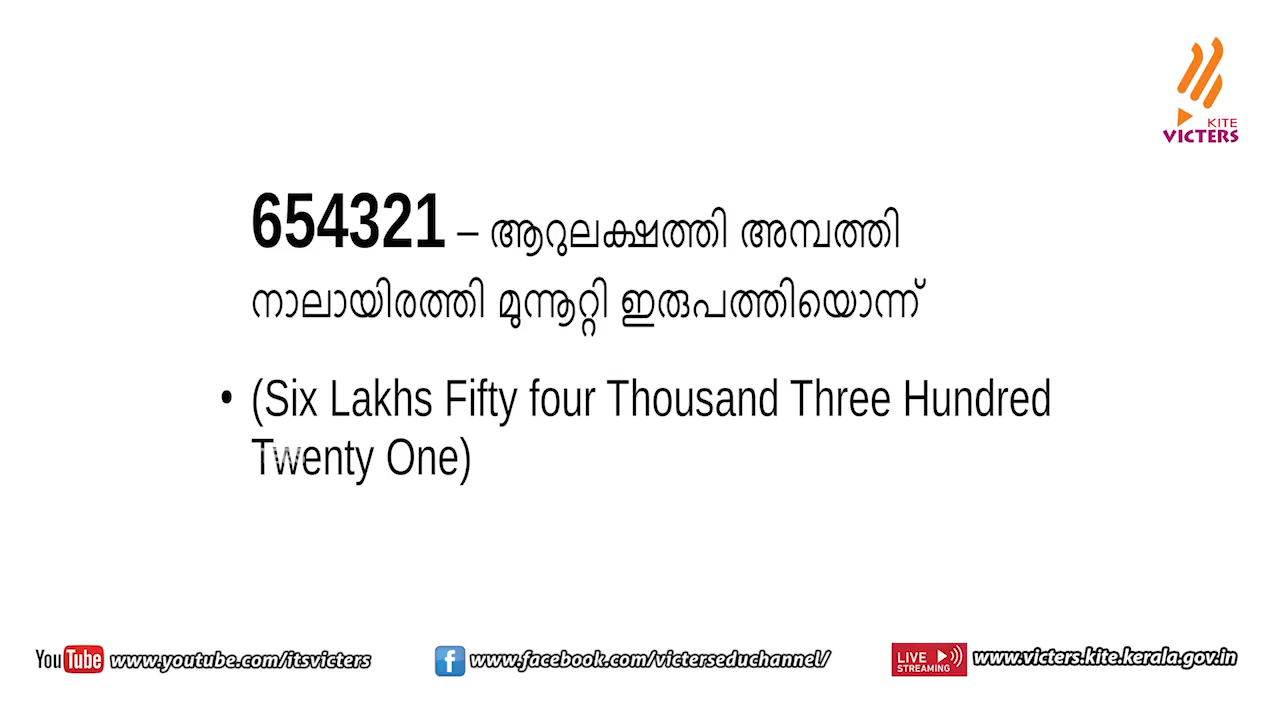 KITE
VICTERS
654321 – ആറുലക്ഷത്തി അമ്പത്തി
നാലായിരത്തി മുന്നൂറ്റി ഇരുപത്തിയൊന്ന്
• (Six Lakhs Fifty four Thousand Three Hundred
Twenty One)
YouTube www.youtube.com/itsvicters
f www.facebook.com/victerseduchannel/
LIVE STREAMING www.victers.kite.kerala.gov.in